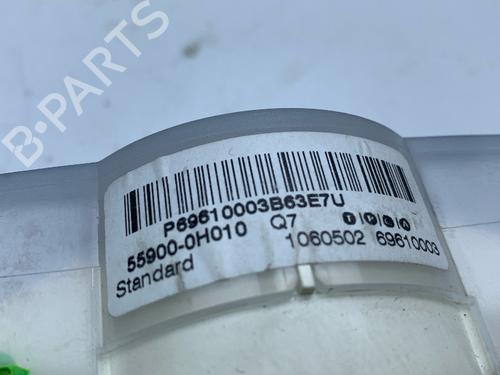 B-PARTS
P69610003B63E7U
55900-0H010 Q7 T P C A
Standard 1060502 69610003